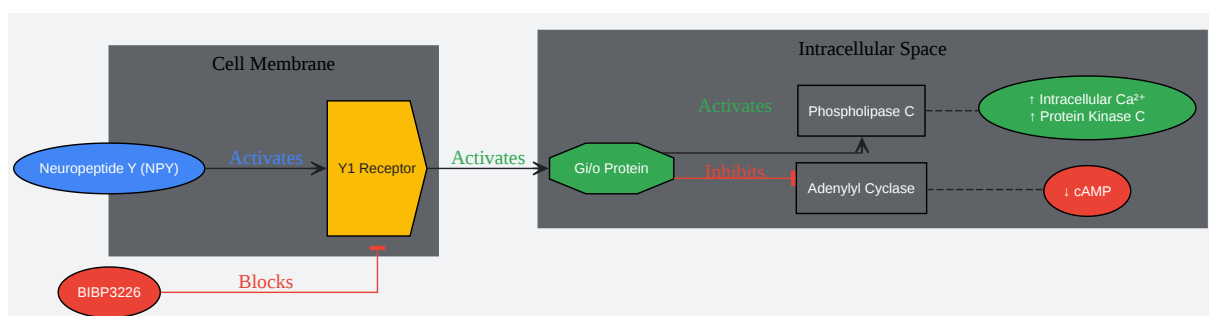 Cell Membrane
Intracellular Space
Neuropeptide Y (NPY)
Activates
Y1 Receptor
Activates
Gi/o Protein
Activates
Inhibits
Phospholipase C
Adenylyl Cyclase
↑ Intracellular Ca²⁺
↑ Protein Kinase C
↓ cAMP
BIBP3226
Blocks